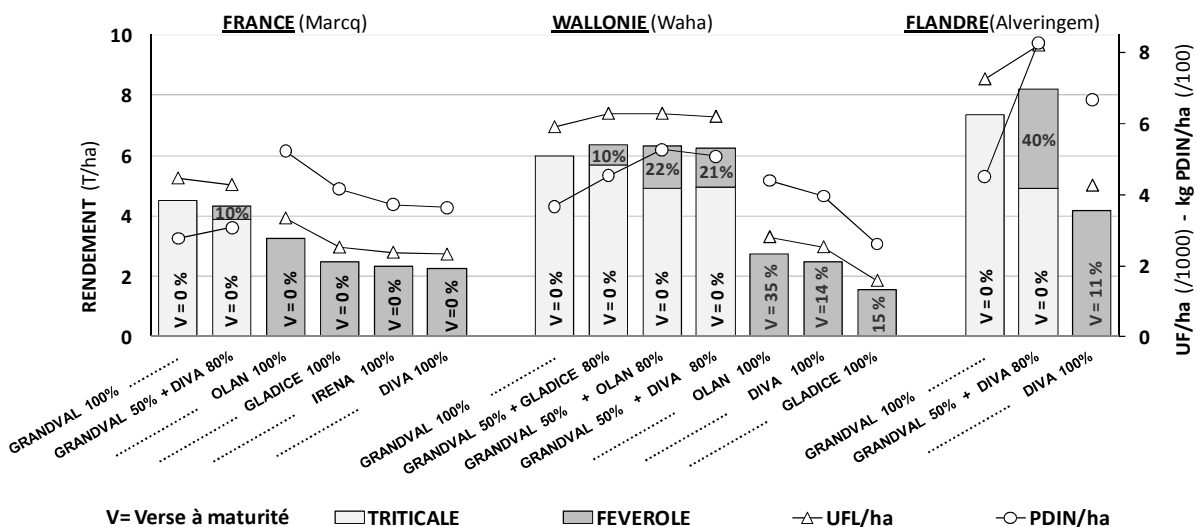 FRANCE (Marcq)
WALLONIE (Waha)
FLANDRE(Alveringem)
RENDEMENT (T/ha)
10
8
6
4
2
0
8
6
4
2
0
UF/ha (/1000) - kg PDIN/ha (/100)
10%
10%
22%
21%
40%
V = 0 %
V = 0 %
V = 0 %
V = 0 %
V =0 %
V =0 %
V = 0 %
V = 0 %
V = 0 %
V = 0 %
V = 35 %
V =14 %
15 %
V = 0 %
V = 0 %
V = 11 %
GRANDVAL 100% ..........
GRANDVAL 50% + DIVA 80%
.............. OLAN 100%
.............. GLADICE 100%
.............. IRENA 100%
.............. DIVA 100%
GRANDVAL 100% ..........
GRANDVAL 50% + GLADICE 80%
GRANDVAL 50% + OLAN 80%
GRANDVAL 50% + DIVA 80%
.............. OLAN 100%
.............. DIVA 100%
.............. GLADICE 100%
GRANDVAL 100% ..........
GRANDVAL 50% + DIVA 80%
.............. DIVA 100%
V= Verse à maturité
TRITICALE
FEVEROLE
UFL/ha
PDIN/ha